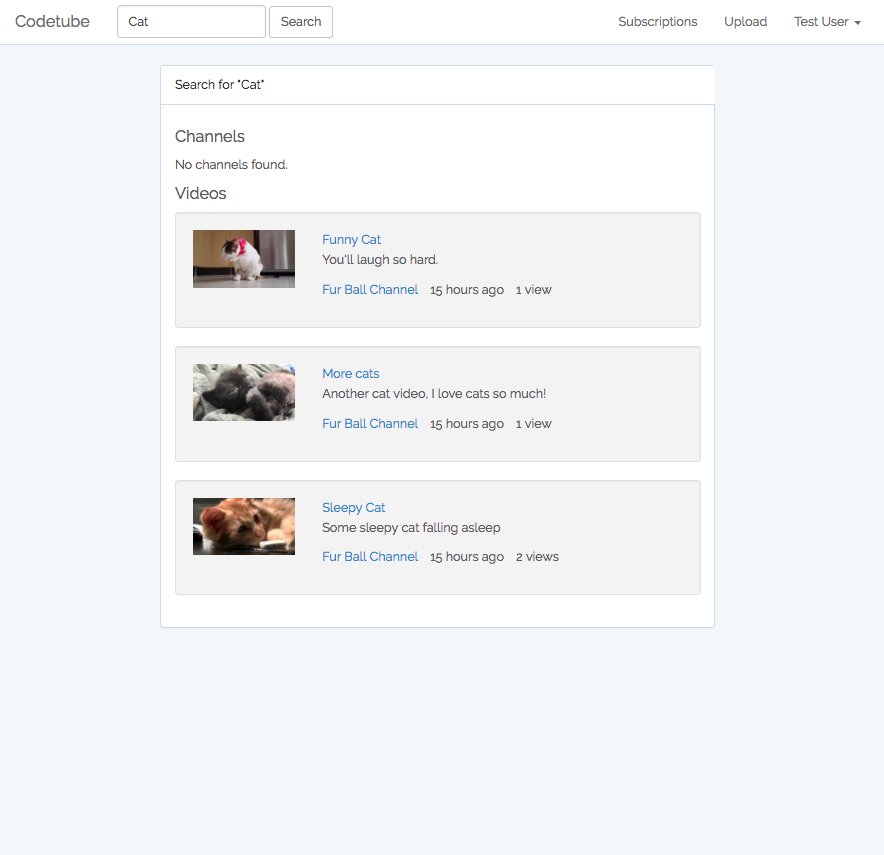 Codetube Cat Search Subscriptions Upload Test User
Search for "Cat"
Channels
No channels found.
Videos
Funny Cat
You'll laugh so hard.
Fur Ball Channel 15 hours ago 1 view
More cats
Another cat video, I love cats so much!
Fur Ball Channel 15 hours ago 1 view
Sleepy Cat
Some sleepy cat falling asleep
Fur Ball Channel 15 hours ago 2 views